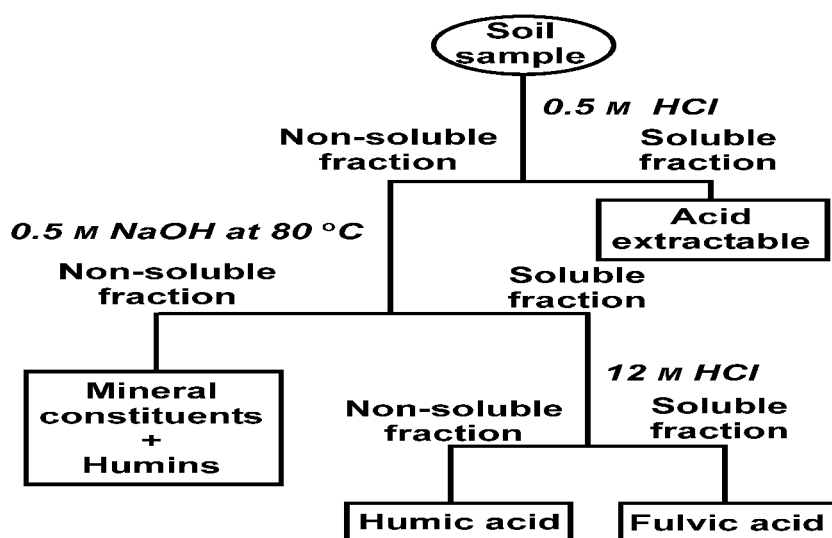 Soil
sample
0.5 M HCl
Non-soluble
fraction
Soluble
fraction
Acid
extractable
0.5 M NaOH at 80 °C
Non-soluble
fraction
Soluble
fraction
Mineral
constituents
+
Humins
12 M HCl
Non-soluble
fraction
Soluble
fraction
Humic acid
Fulvic acid